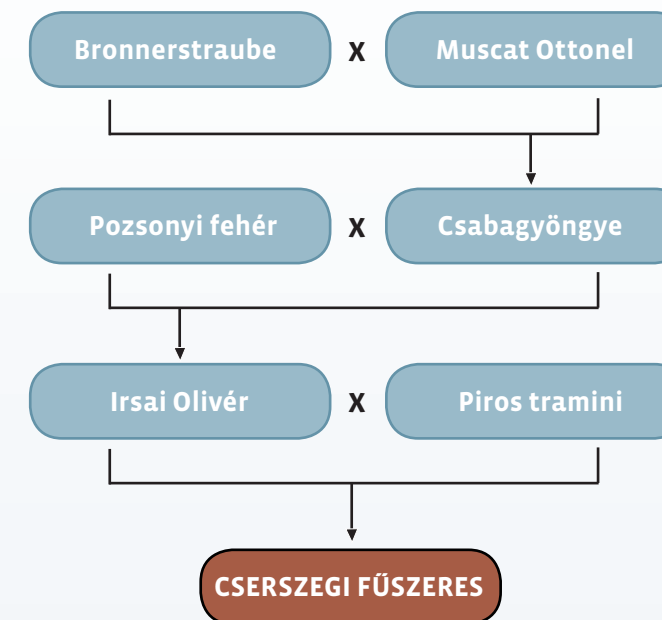 Bronnerstraube X Muscat Ottonel
Pozsonyi fehér X Csabagyöngye
Irsai Olivér X Piros tramini
CSERSZEGI FŰSZERES